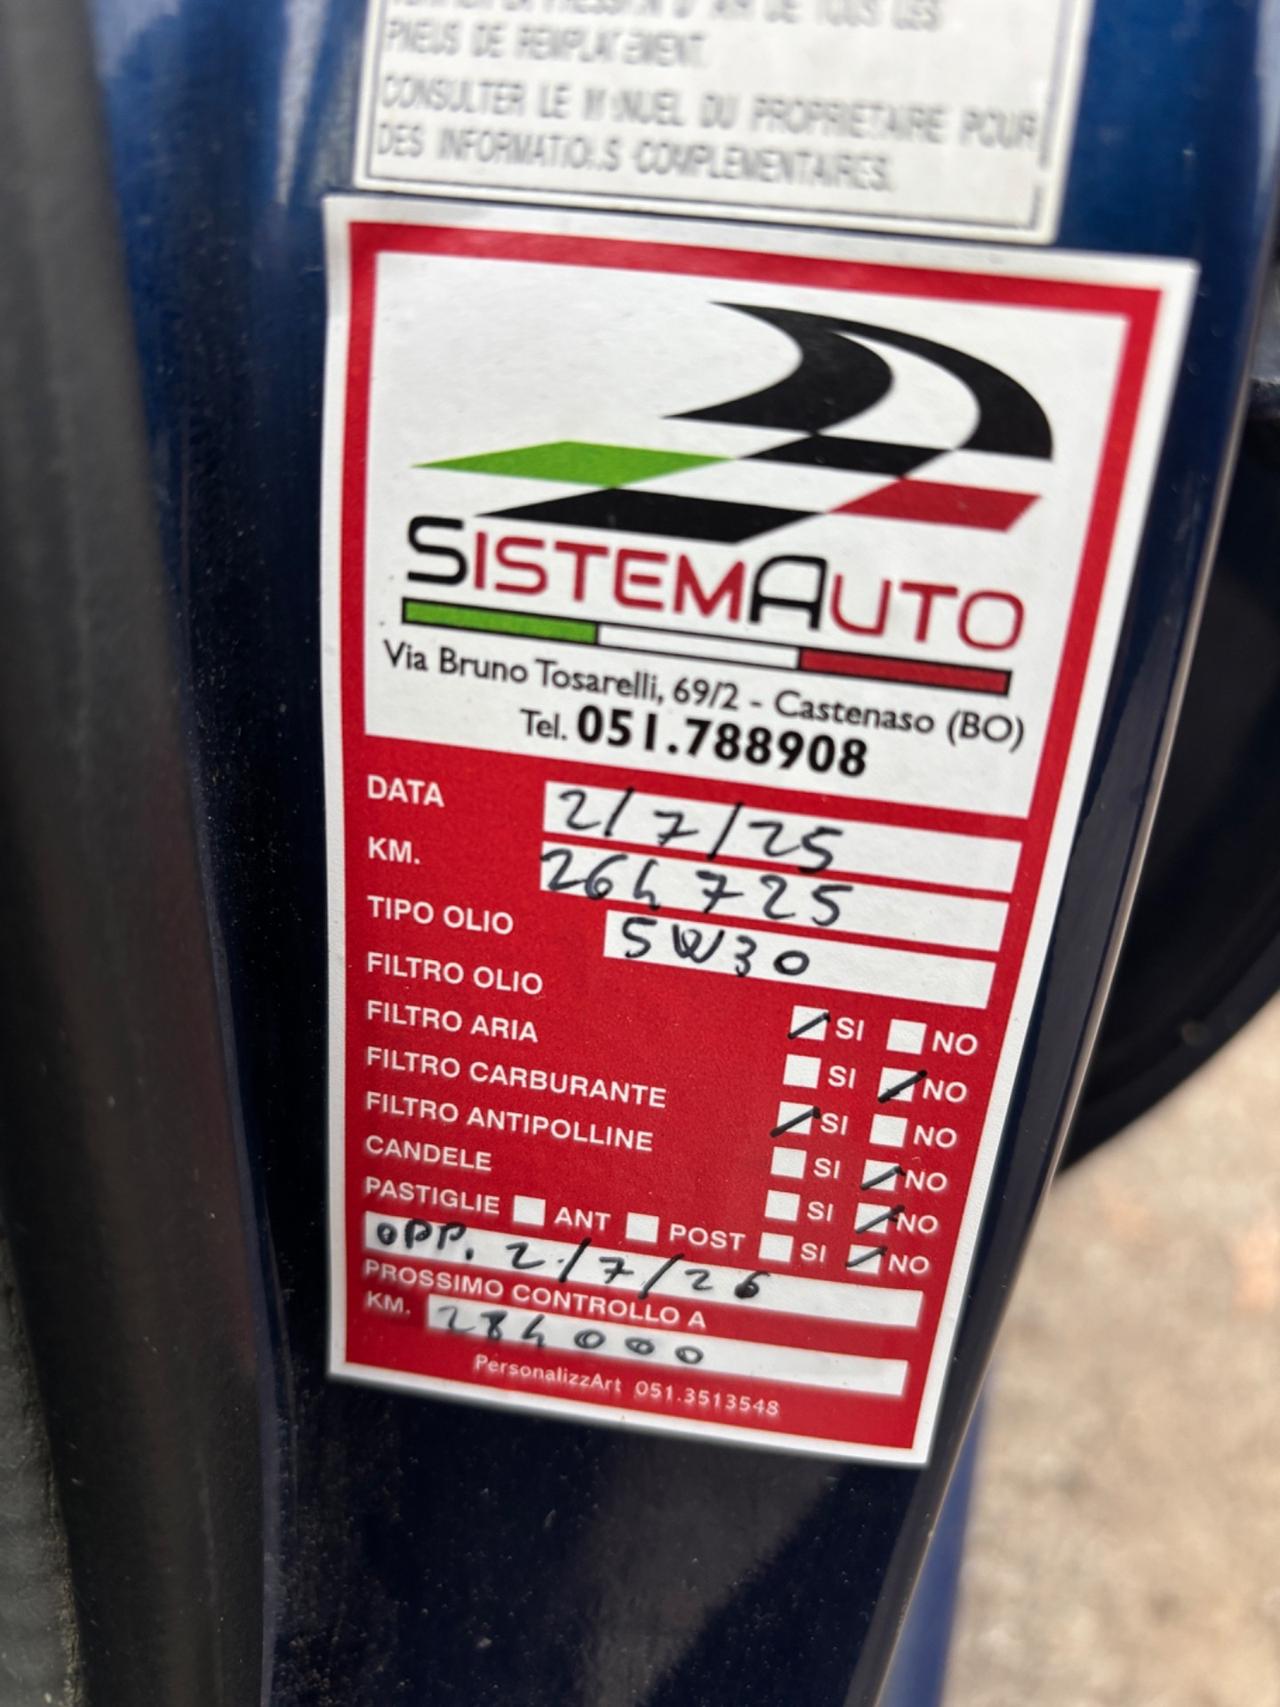 PNEUS DE REMPLACEMENT.
CONSULTER LE MANUEL DU PROPRIETAIRE POUR
DES INFORMATIONS COMPLEMENTAIRES.
SISTEMAUTO
Via Bruno Tosarelli, 69/2 - Castenaso (BO)
Tel. 051.788908
DATA 2/7/25
KM. 264725
TIPO OLIO 5W30
FILTRO OLIO SI NO
FILTRO ARIA SI NO
FILTRO CARBURANTE SI NO
FILTRO ANTIPOLLINE SI NO
CANDELE SI NO
PASTIGLIE ANT POST SI NO
OPP. 2/7/26
PROSSIMO CONTROLLO A
KM. 284000
PersonalizzArt 051.3513548